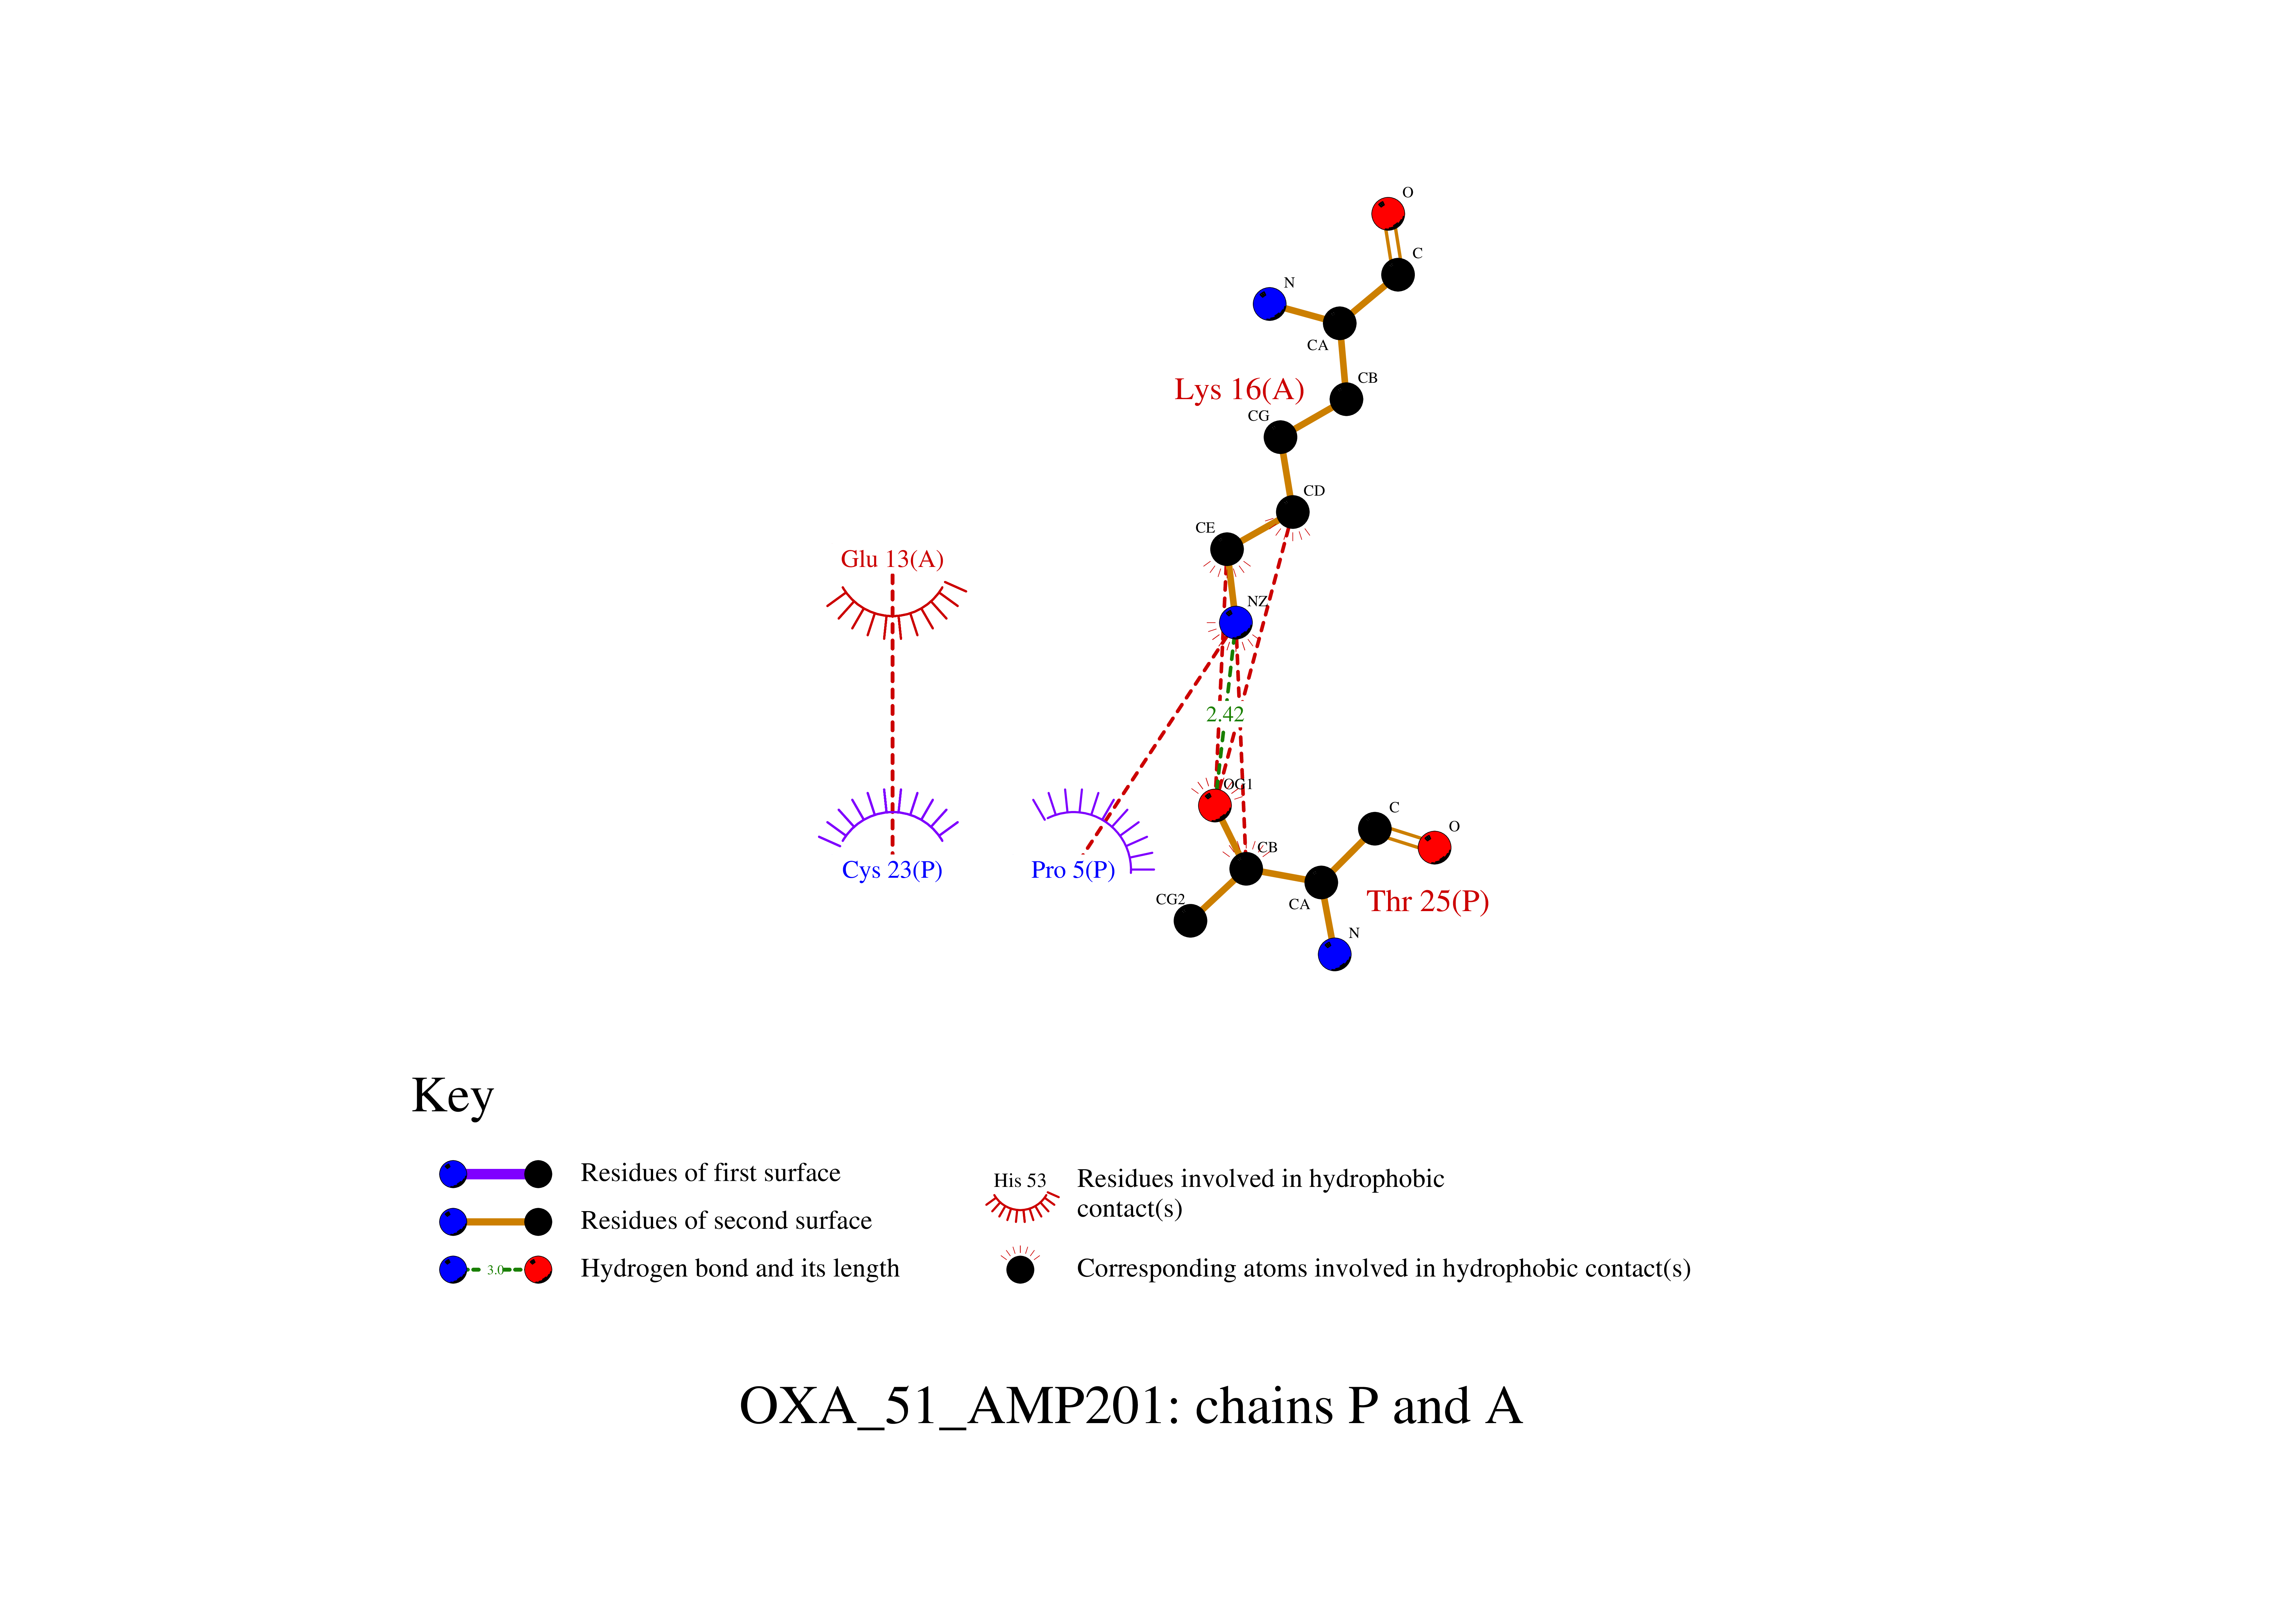 O
C
N
CA
CB
Lys 16(A)
CG
CD
CE
Glu 13(A)
NZ
2.42
OG1
C
O
CB
Cys 23(P)
Pro 5(P)
CG2
CA
Thr 25(P)
N
Key
Residues of first surface
Residues of second surface
3.0
Hydrogen bond and its length
His 53
Residues involved in hydrophobic
contact(s)
Corresponding atoms involved in hydrophobic contact(s)
OXA_51_AMP201: chains P and A